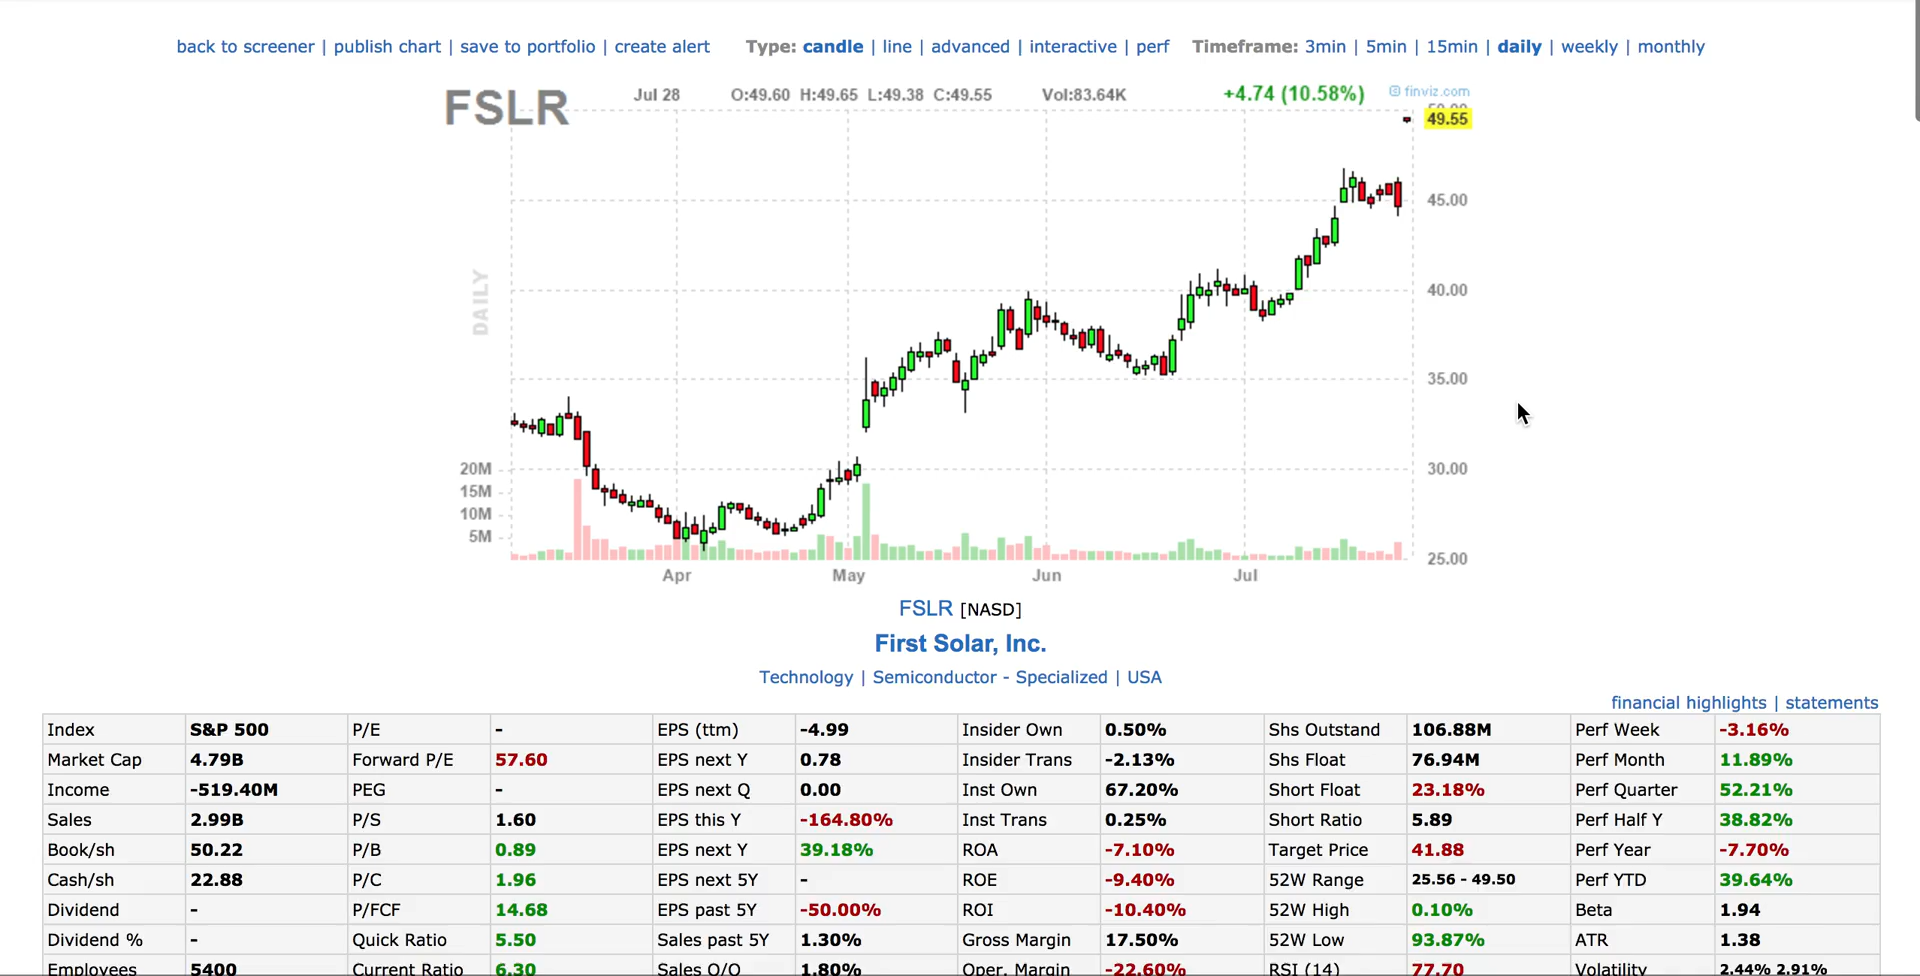 back to screener | publish chart | save to portfolio | create alert Type: candle | line | advanced | interactive | perf Timeframe: 3min | 5min | 15min | daily | weekly | monthly
FSLR Jul 28 O:49.60 H:49.65 L:49.38 C:49.55 Vol:83.64K +4.74 (10.58%) © finviz.com
50.00
49.55
45.00
40.00
DAILY
35.00
20M 30.00
15M
10M
5M
25.00
Apr May Jun Jul
FSLR [NASD]
First Solar, Inc.
Technology | Semiconductor - Specialized | USA
financial highlights | statements
Index S&P 500 P/E - EPS (ttm) -4.99 Insider Own 0.50% Shs Outstand 106.88M Perf Week -3.16%
Market Cap 4.79B Forward P/E 57.60 EPS next Y 0.78 Insider Trans -2.13% Shs Float 76.94M Perf Month 11.89%
Income -519.40M PEG - EPS next Q 0.00 Inst Own 67.20% Short Float 23.18% Perf Quarter 52.21%
Sales 2.99B P/S 1.60 EPS this Y -164.80% Inst Trans 0.25% Short Ratio 5.89 Perf Half Y 38.82%
Book/sh 50.22 P/B 0.89 EPS next Y 39.18% ROA -7.10% Target Price 41.88 Perf Year -7.70%
Cash/sh 22.88 P/C 1.96 EPS next 5Y - ROE -9.40% 52W Range 25.56 - 49.50 Perf YTD 39.64%
Dividend - P/FCF 14.68 EPS past 5Y -50.00% ROI -10.40% 52W High 0.10% Beta 1.94
Dividend % - Quick Ratio 5.50 Sales past 5Y 1.30% Gross Margin 17.50% 52W Low 93.87% ATR 1.38
Employees 5400 Current Ratio 6.30 Sales Q/Q 1.80% Oper. Margin -22.60% RSI (14) 77.70 Volatility 2.44% 2.91%